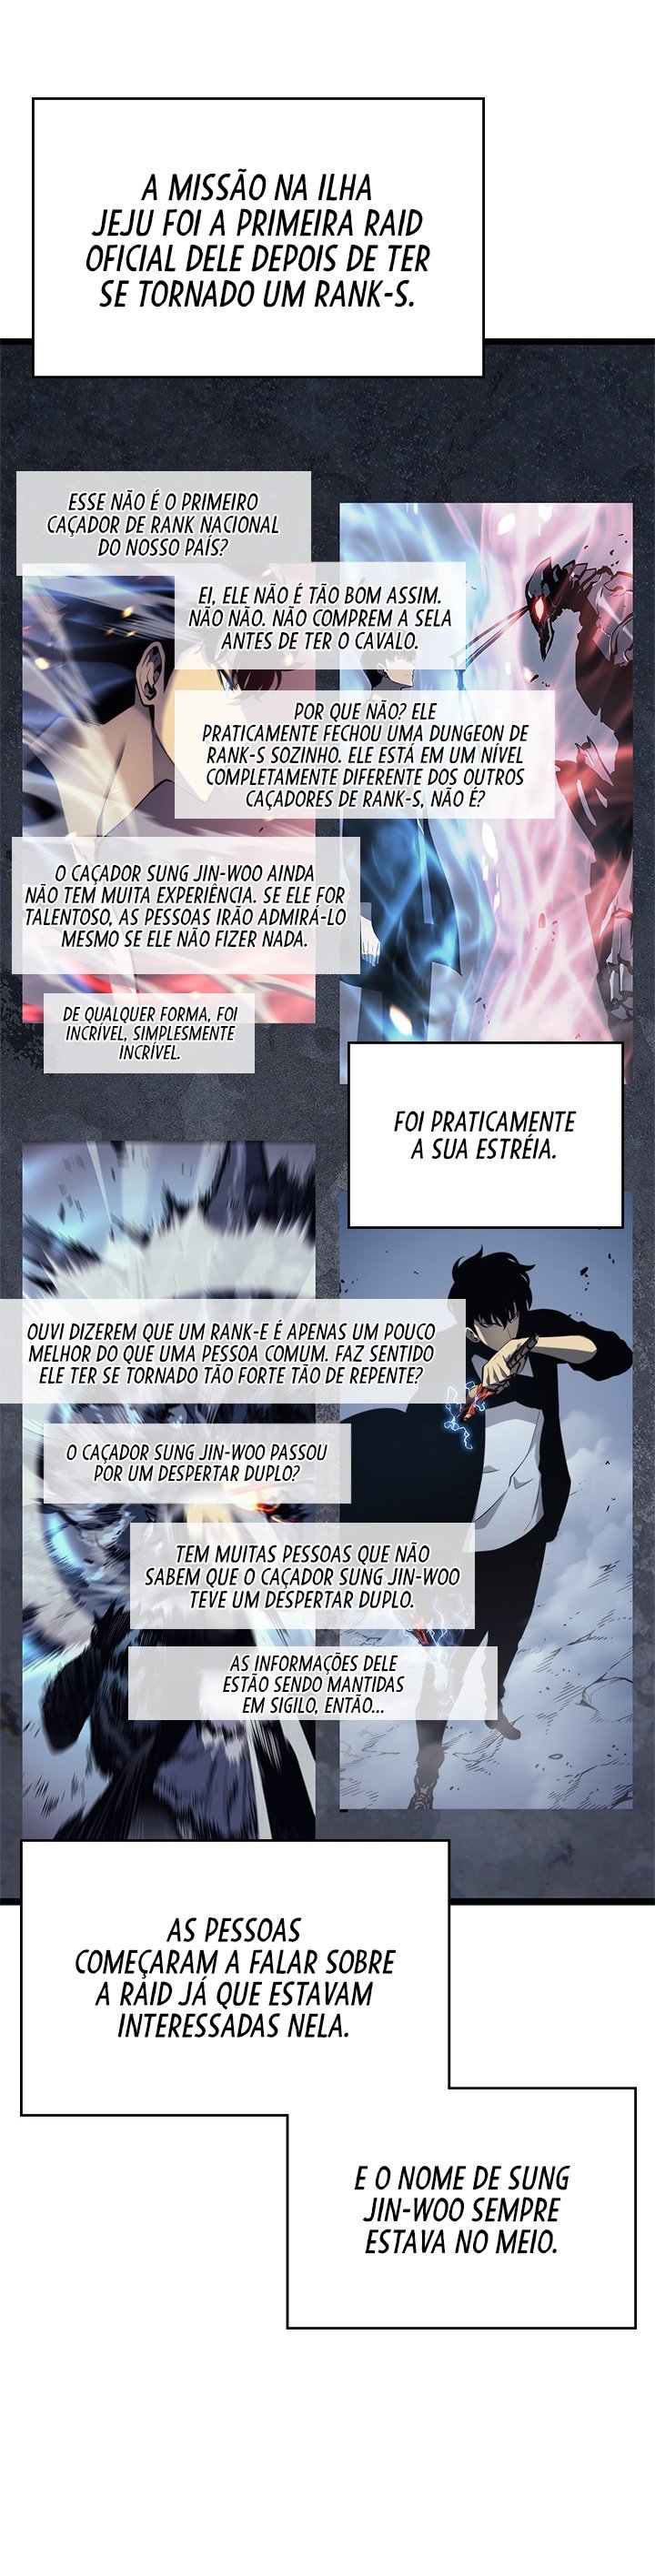 A MISSÃO NA ILHA
JEJU FOI A PRIMEIRA RAID
OFICIAL DELE DEPOIS DE TER
SE TORNADO UM RANK-S.
ESSE NÃO É O PRIMEIRO
CAÇADOR DE RANK NACIONAL
DO NOSSO PAÍS?
EI, ELE NÃO É TÃO BOM ASSIM.
NÃO NÃO. NÃO COMPREM A SELA
ANTES DE TER O CAVALO.
POR QUE NÃO? ELE
PRATICAMENTE FECHOU UMA DUNGEON DE
RANK-S SOZINHO. ELE ESTÁ EM UM NÍVEL
COMPLETAMENTE DIFERENTE DOS OUTROS
CAÇADORES DE RANK-S, NÃO É?
O CAÇADOR SUNG JIN-WOO AINDA
NÃO TEM MUITA EXPERIÊNCIA. SE ELE FOR
TALENTOSO, AS PESSOAS IRÃO ADMIRÁ-LO
MESMO SE ELE NÃO FIZER NADA.
DE QUALQUER FORMA, FOI
INCRÍVEL, SIMPLESMENTE
INCRÍVEL.
FOI PRATICAMENTE
A SUA ESTRÉIA.
OUVI DIZEREM QUE UM RANK-E É APENAS UM POUCO
MELHOR DO QUE UMA PESSOA COMUM. FAZ SENTIDO
ELE TER SE TORNADO TÃO FORTE TÃO DE REPENTE?
O CAÇADOR SUNG JIN-WOO PASSOU
POR UM DESPERTAR DUPLO?
TEM MUITAS PESSOAS QUE NÃO
SABEM QUE O CAÇADOR SUNG JIN-WOO
TEVE UM DESPERTAR DUPLO.
AS INFORMAÇÕES DELE
ESTÃO SENDO MANTIDAS
EM SIGILO, ENTÃO...
AS PESSOAS
COMEÇARAM A FALAR SOBRE
A RAID JÁ QUE ESTAVAM
INTERESSADAS NELA.
E O NOME DE SUNG
JIN-WOO SEMPRE
ESTAVA NO MEIO.